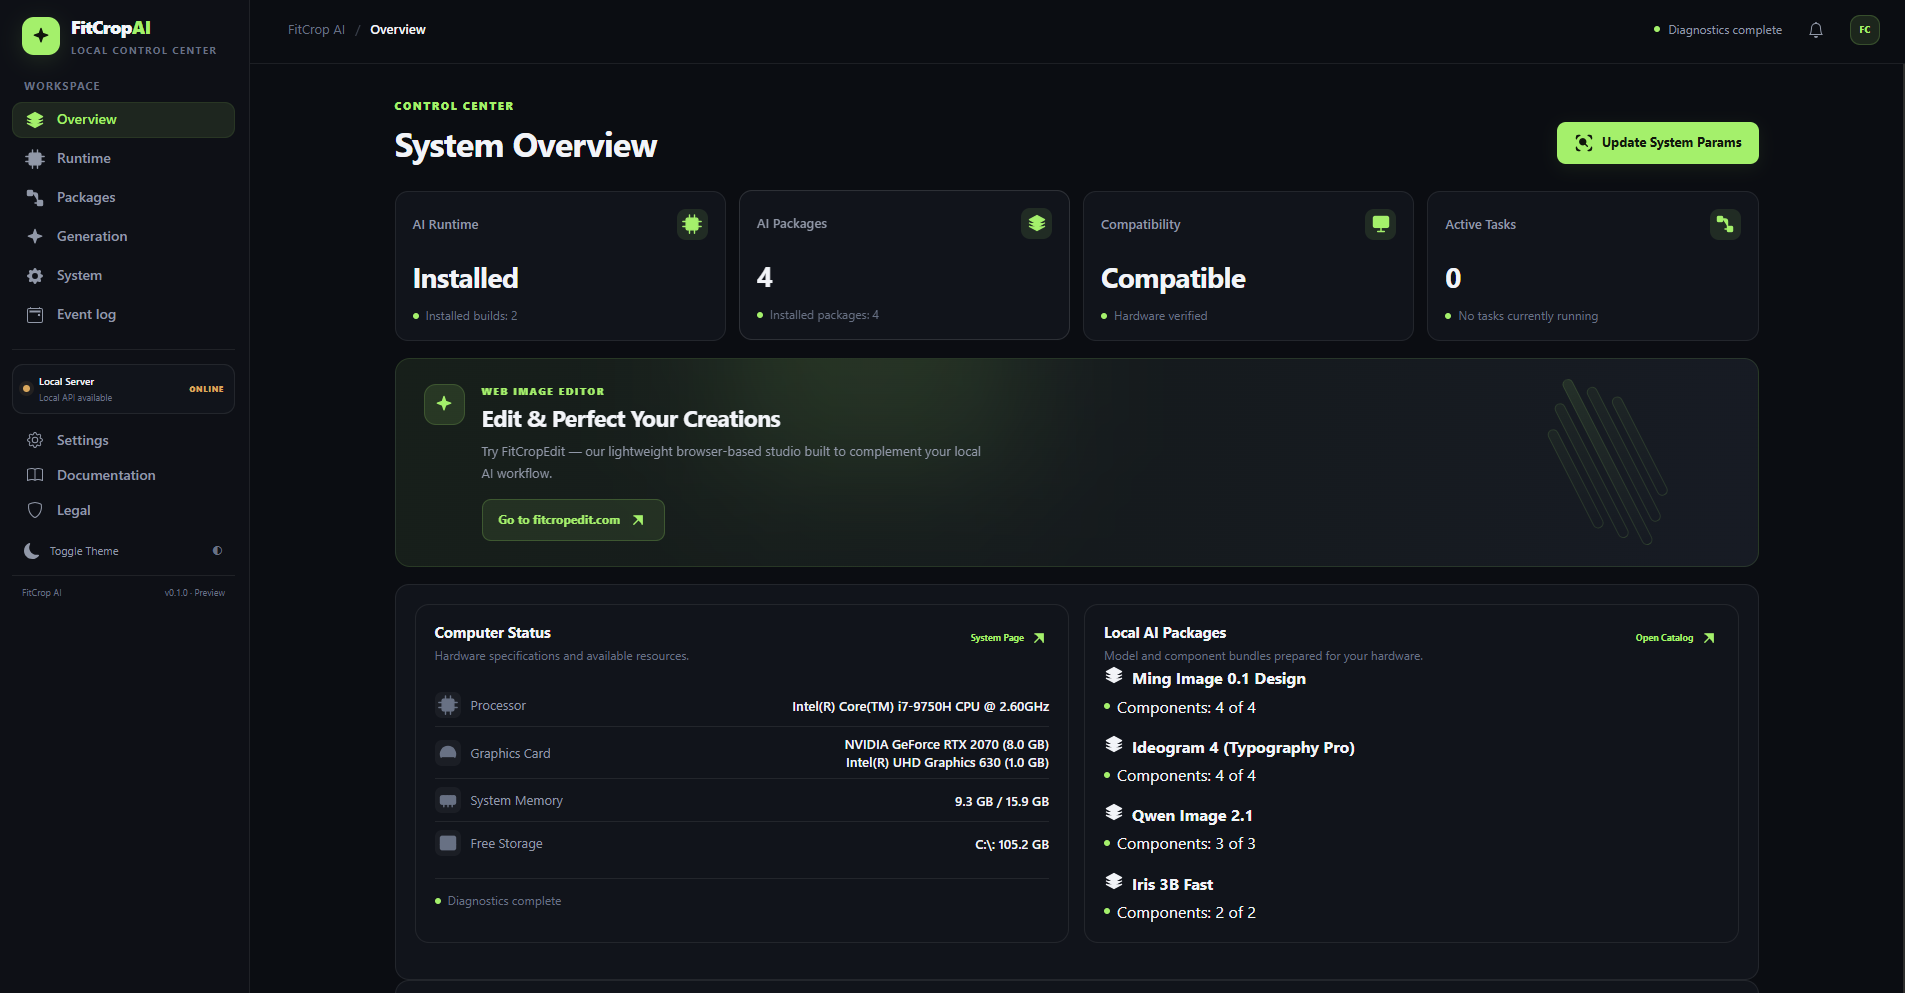 FitCropAI
LOCAL CONTROL CENTER
WORKSPACE
Overview
Runtime
Packages
Generation
System
Event log
Local Server
Local API available
ONLINE
Settings
Documentation
Legal
Toggle Theme
FitCrop AI
v0.1.0 - Preview
FitCrop AI / Overview
Diagnostics complete
FC
CONTROL CENTER
System Overview
Update System Params
AI Runtime
Installed
Installed builds: 2
AI Packages
4
Installed packages: 4
Compatibility
Compatible
Hardware verified
Active Tasks
0
No tasks currently running
WEB IMAGE EDITOR
Edit & Perfect Your Creations
Try FitCropEdit — our lightweight browser-based studio built to complement your local
AI workflow.
Go to fitcropedit.com
Computer Status
System Page
Hardware specifications and available resources.
Processor
Intel(R) Core(TM) i7-9750H CPU @ 2.60GHz
Graphics Card
NVIDIA GeForce RTX 2070 (8.0 GB)
Intel(R) UHD Graphics 630 (1.0 GB)
System Memory
9.3 GB / 15.9 GB
Free Storage
C:\: 105.2 GB
Diagnostics complete
Local AI Packages
Open Catalog
Model and component bundles prepared for your hardware.
Ming Image 0.1 Design
Components: 4 of 4
Ideogram 4 (Typography Pro)
Components: 4 of 4
Qwen Image 2.1
Components: 3 of 3
Iris 3B Fast
Components: 2 of 2